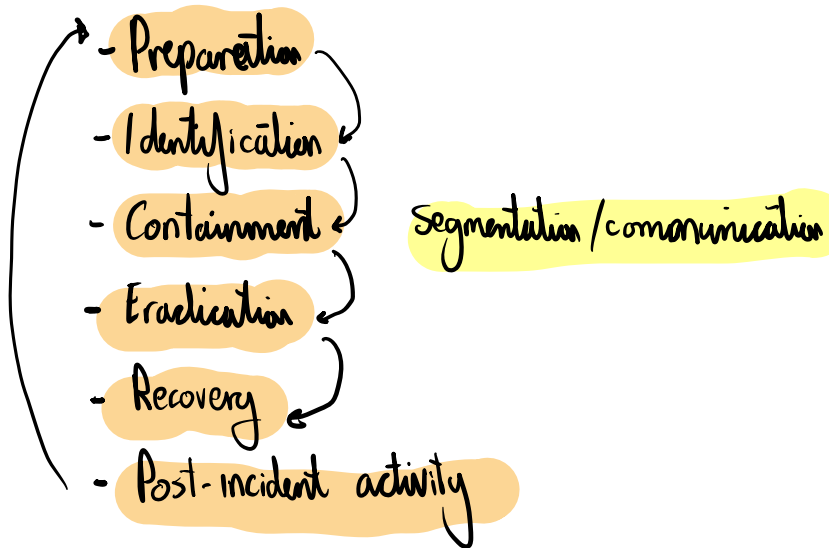 - Preparation
- Identification
- Containment
segmentation/communication
- Eradication
- Recovery
- Post-incident activity